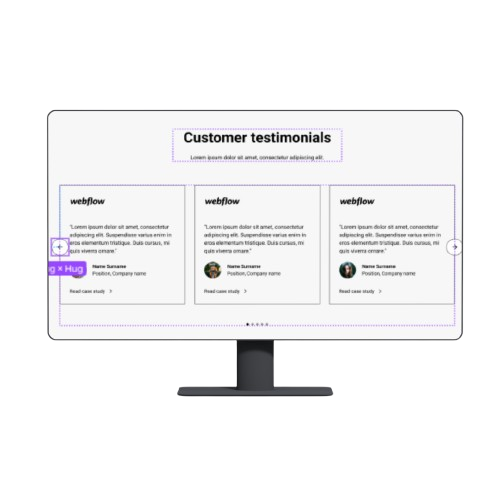 Customer testimonials
Lorem ipsum dolor sit amet, consectetur adipiscing elit.
webflow
"Lorem ipsum dolor sit amet, consectetur
adipiscing elit. Suspendisse varius enim in
eros elementum tristique. Duis cursus, mi
quis viverra ornare."
Name Surname
Position, Company name
Read case study
webflow
"Lorem ipsum dolor sit amet, consectetur
adipiscing elit. Suspendisse varius enim in
eros elementum tristique. Duis cursus, mi
quis viverra ornare."
Name Surname
Position, Company name
Read case study
webflow
"Lorem ipsum dolor sit amet, consectetur
adipiscing elit. Suspendisse varius enim in
eros elementum tristique. Duis cursus, mi
quis viverra ornare."
Name Surname
Position, Company name
Read case study
g × Hug